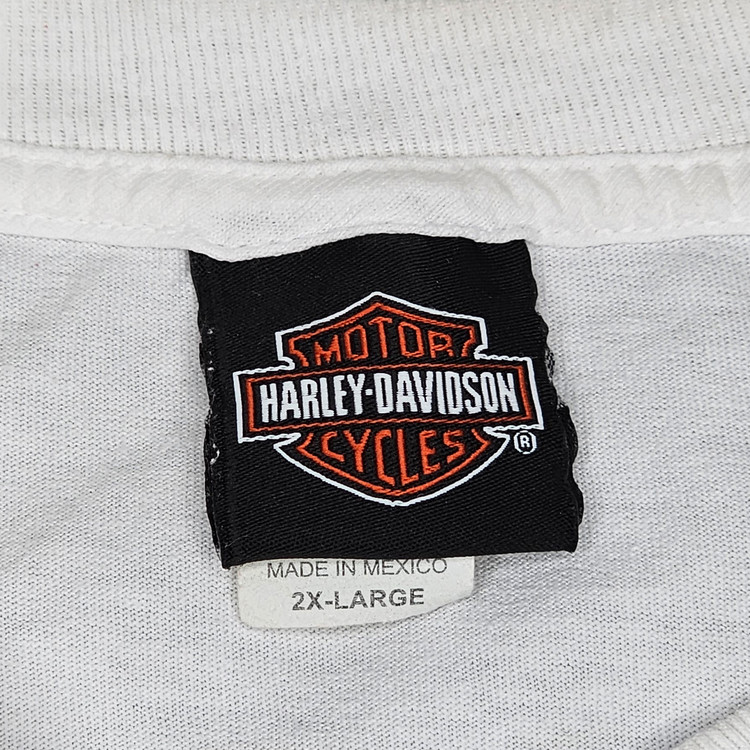 MOTOR
HARLEY-DAVIDSON
CYCLES
®
MADE IN MEXICO
2X-LARGE